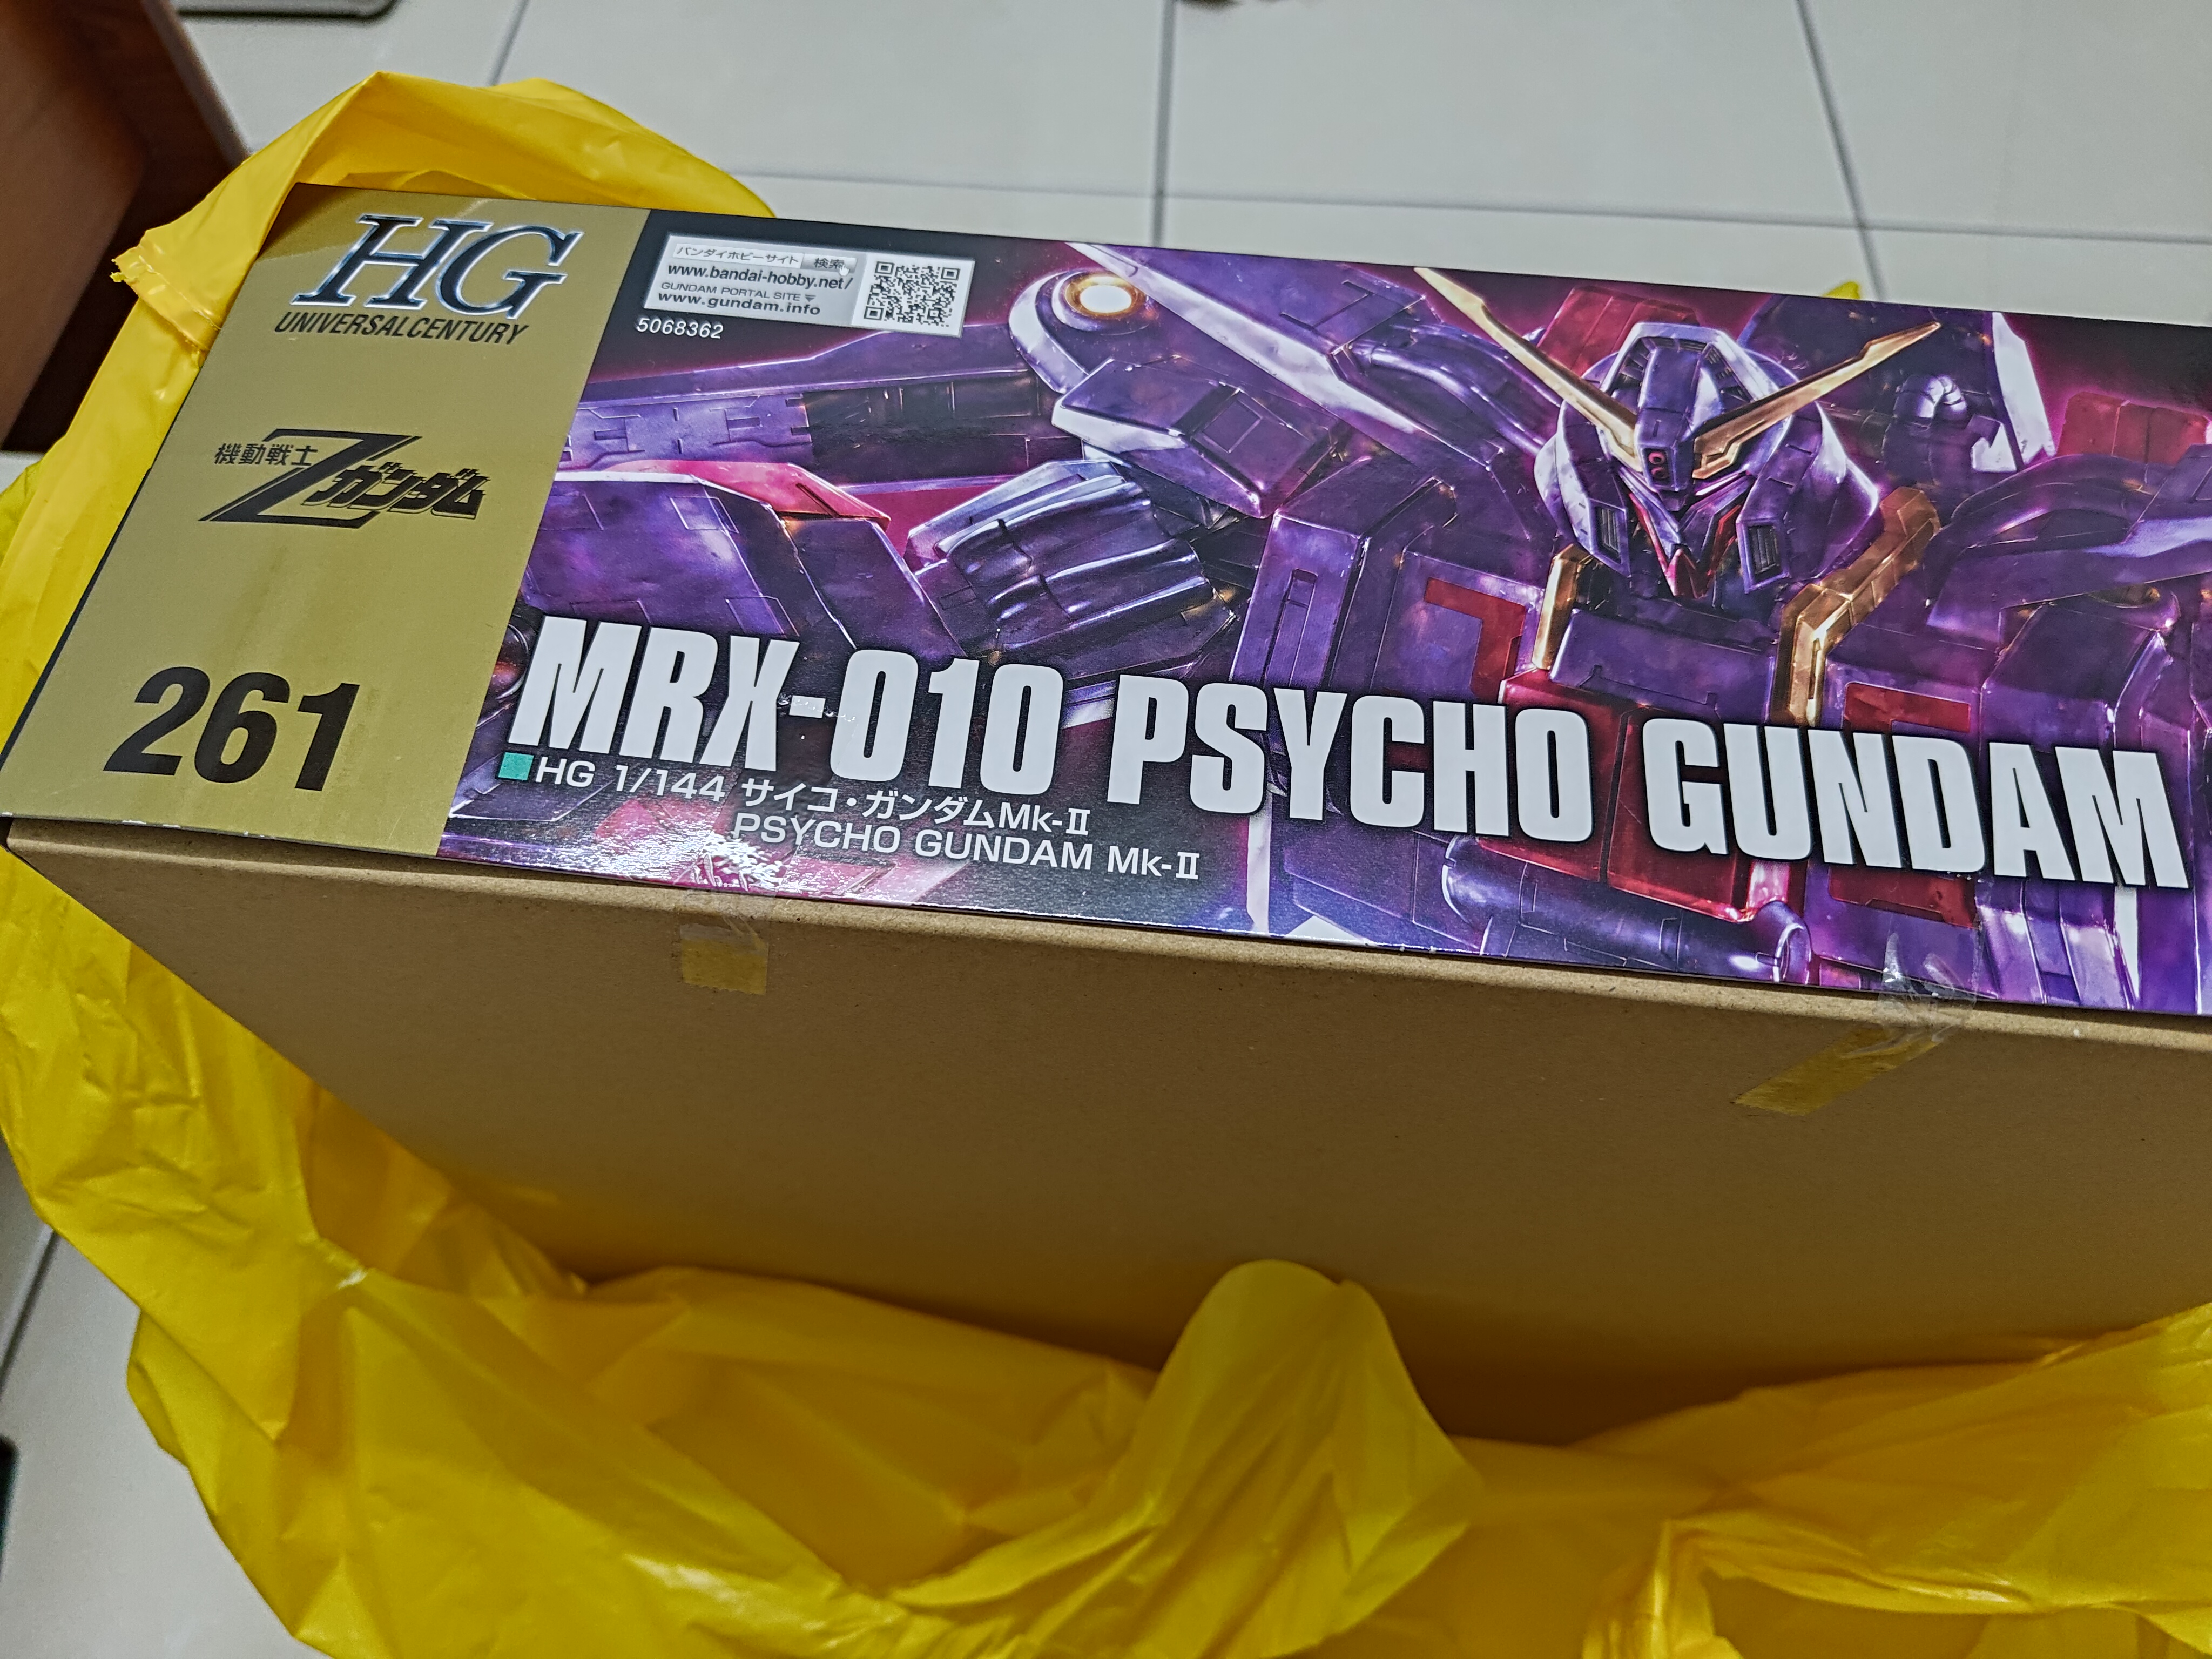 HG
UNIVERSALCENTURY
機動戦士
Zガンダム
261
バンダイホビーサイト 検索
www.bandai-hobby.net/
GUNDAM PORTAL SITE
www.gundam.info
5068362
MRX-010 PSYCHO GUNDAM
HG 1/144 サイコ・ガンダムMk-Ⅱ
PSYCHO GUNDAM Mk-Ⅱ